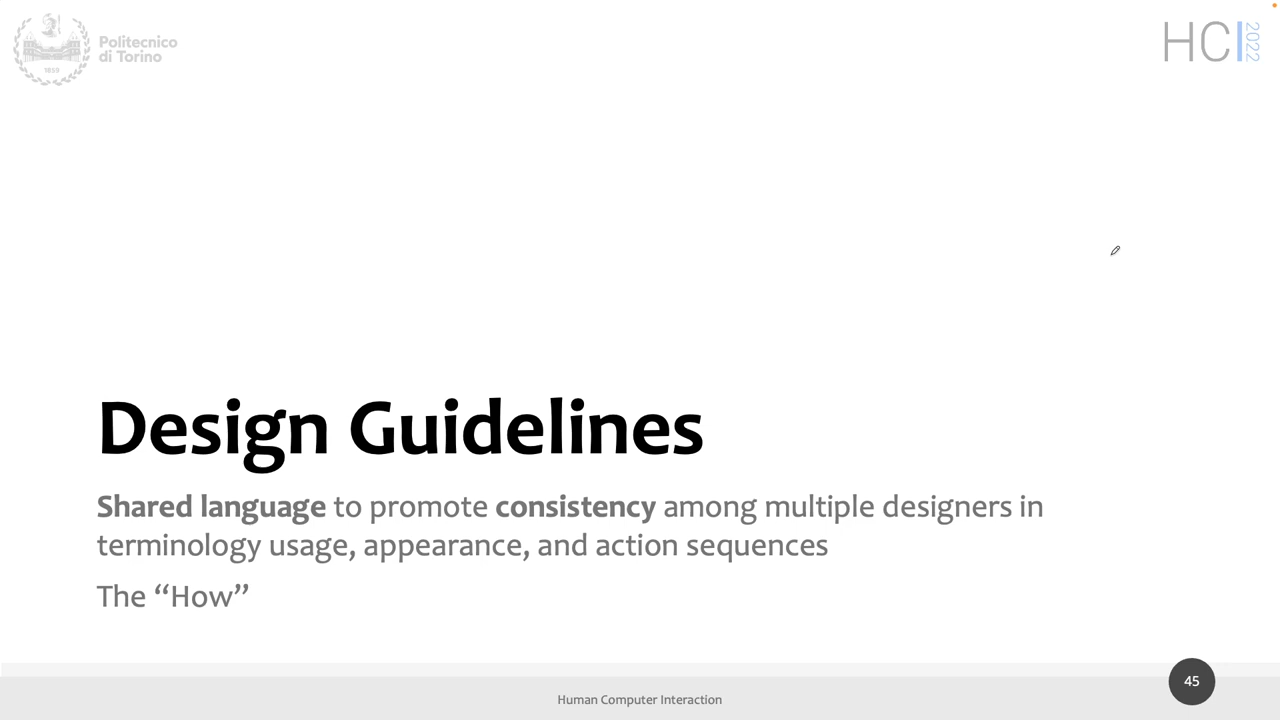 Politecnico
di Torino
1859
HCI 2022
Design Guidelines
Shared language to promote consistency among multiple designers in
terminology usage, appearance, and action sequences
The “How”
45
Human Computer Interaction